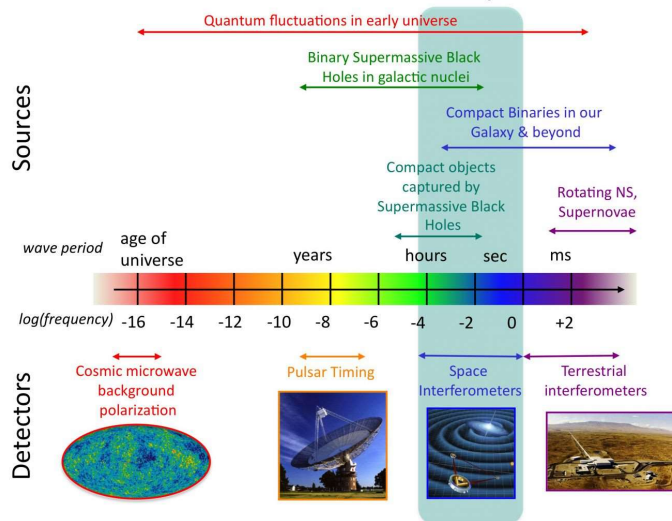 Quantum fluctuations in early universe
Binary Supermassive Black
Holes in galactic nuclei
Sources
Compact Binaries in our
Galaxy & beyond
Compact objects
captured by
Supermassive Black
Holes
Rotating NS,
Supernovae
wave period
age of
universe
years
hours
sec
ms
log(frequency)
-16
-14
-12
-10
-8
-6
-4
-2
0
+2
Detectors
Cosmic microwave
background
polarization
Pulsar Timing
Space
Interferometers
Terrestrial
interferometers